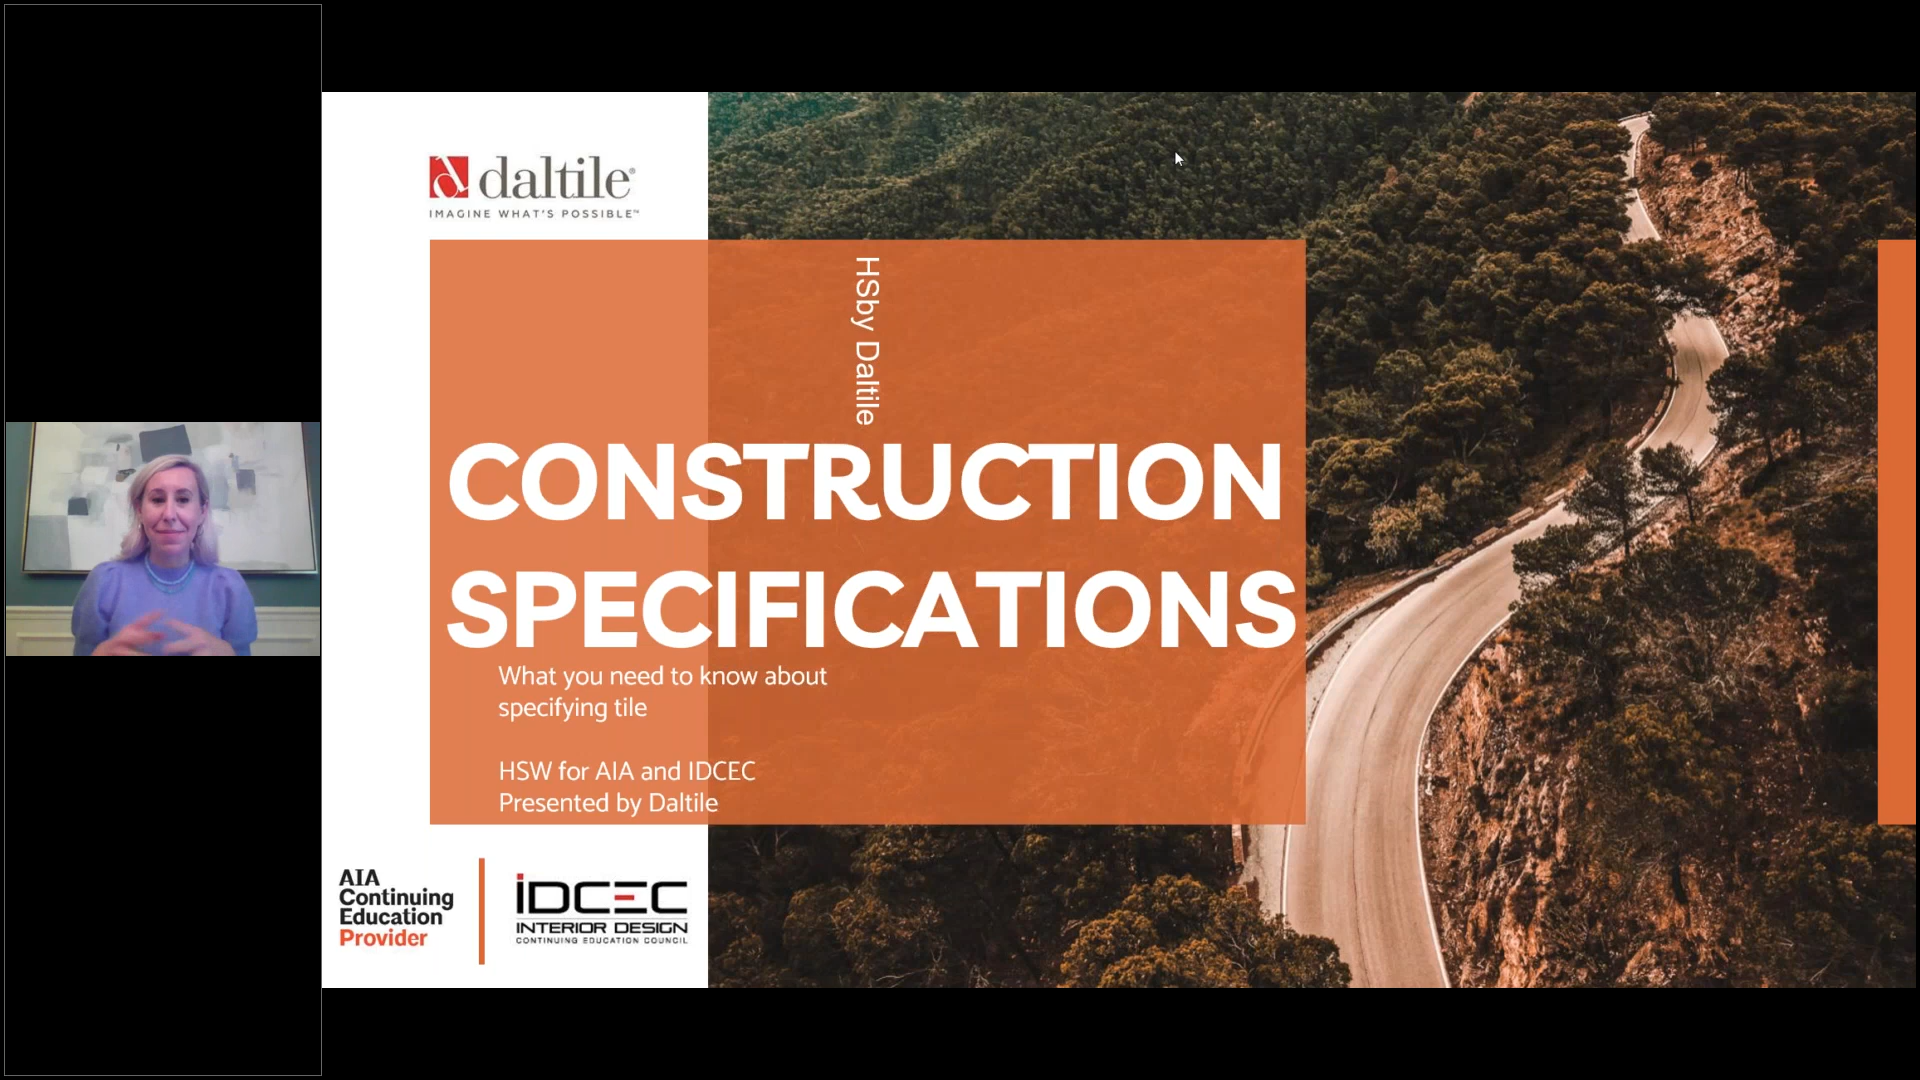 daltile®
IMAGINE WHAT'S POSSIBLE™
HSby Daltile
CONSTRUCTION
SPECIFICATIONS
What you need to know about
specifying tile
HSW for AIA and IDCEC
Presented by Daltile
AIA
Continuing
Education
Provider
IDCEC
INTERIOR DESIGN
CONTINUING EDUCATION COUNCIL